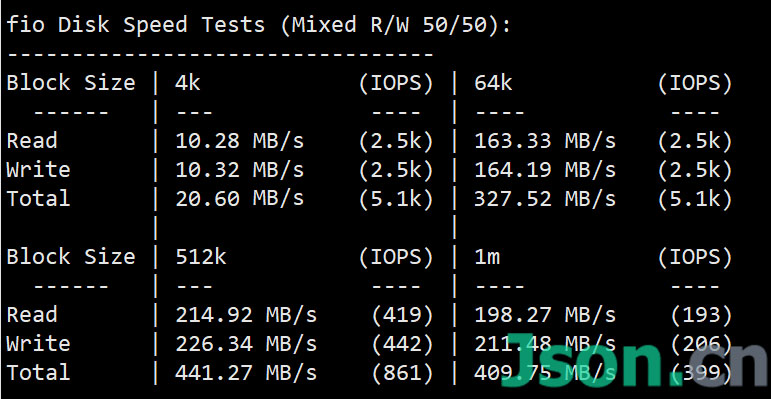 fio Disk Speed Tests (Mixed R/W 50/50):
---------------------------------
Block Size | 4k            (IOPS) | 64k           (IOPS)
  ------   | ---            ---- | ----           ----
Read       | 10.28 MB/s    (2.5k) | 163.33 MB/s   (2.5k)
Write      | 10.32 MB/s    (2.5k) | 164.19 MB/s   (2.5k)
Total      | 20.60 MB/s    (5.1k) | 327.52 MB/s   (5.1k)
           |                      |
Block Size | 512k          (IOPS) | 1m            (IOPS)
  ------   | ---            ---- | ----           ----
Read       | 214.92 MB/s    (419) | 198.27 MB/s    (193)
Write      | 226.34 MB/s    (442) | 211.48 MB/s    (206)
Total      | 441.27 MB/s    (861) | 409.75 MB/s    (399)
Json.cn